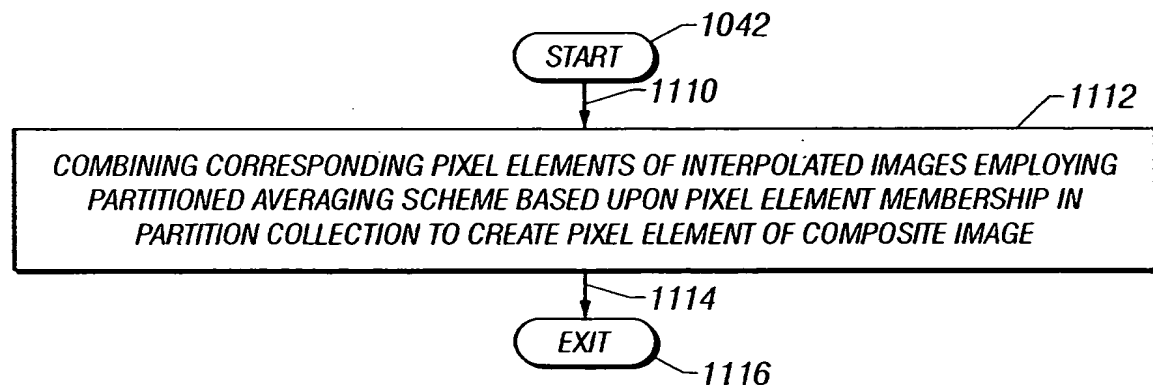 1042
START
1110
1112
COMBINING CORRESPONDING PIXEL ELEMENTS OF INTERPOLATED IMAGES EMPLOYING
PARTITIONED AVERAGING SCHEME BASED UPON PIXEL ELEMENT MEMBERSHIP IN
PARTITION COLLECTION TO CREATE PIXEL ELEMENT OF COMPOSITE IMAGE
1114
EXIT
1116